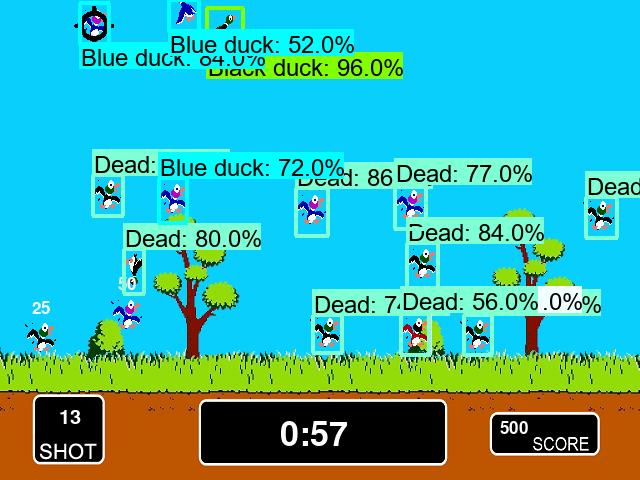 Blue duck: 52.0%
Blue duck: 84.0%
Black duck: 96.0%
Dead:
Blue duck: 72.0%
Dead: 86
Dead: 77.0%
Dead
Dead: 80.0%
Dead: 84.0%
50
25
Dead: 7
Dead: 56.0%
.0%
%
13
SHOT
0:57
500
SCORE